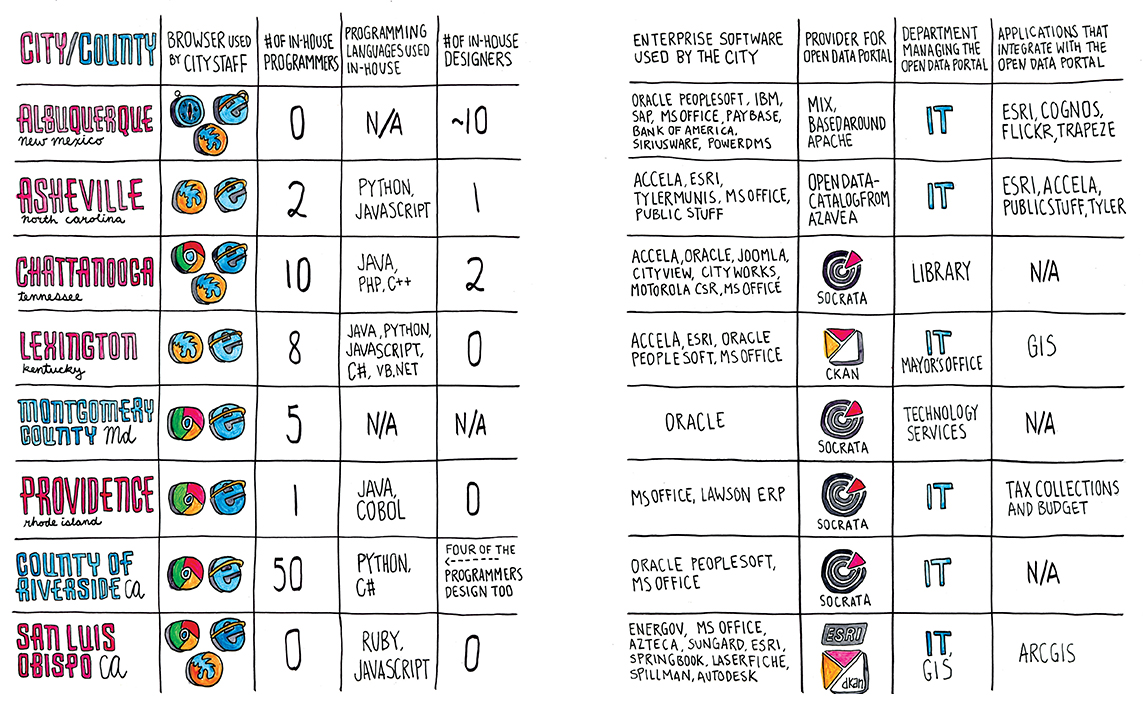 CITY/COUNTY
BROWSER USED
BY CITY STAFF
# OF IN-HOUSE
PROGRAMMERS
PROGRAMMING
LANGUAGES USED
IN-HOUSE
# OF IN-HOUSE
DESIGNERS
ENTERPRISE SOFTWARE
USED BY THE CITY
PROVIDER FOR
OPEN DATA PORTAL
DEPARTMENT
MANAGING THE
OPEN DATA PORTAL
APPLICATIONS THAT
INTEGRATE WITH THE
OPEN DATA PORTAL
ALBUQUERQUE
new mexico
0
N/A
~10
ORACLE PEOPLESOFT, IBM,
SAP, MS OFFICE, PAYBASE,
BANK OF AMERICA,
SIRIUSWARE, POWERDMS
MIX,
BASED AROUND
APACHE
IT
ESRI, COGNOS,
FLICKR, TRAPEZE
ASHEVILLE
north carolina
2
PYTHON,
JAVASCRIPT
1
ACCELA, ESRI,
TYLERMUNIS, MS OFFICE,
PUBLIC STUFF
OPEN DATA-
CATALOG FROM
AZAVEA
IT
ESRI, ACCELA,
PUBLICSTUFF, TYLER
CHATTANOOGA
tennessee
10
JAVA,
PHP, C++
2
ACCELA, ORACLE, JOOMLA,
CITYVIEW, CITYWORKS,
MOTOROLA CSR, MS OFFICE
SOCRATA
LIBRARY
N/A
LEXINGTON
kentucky
8
JAVA, PYTHON,
JAVASCRIPT,
C#, VB.NET
0
ACCELA, ESRI, ORACLE
PEOPLESOFT, MS OFFICE
CKAN
IT
MAYOR'S OFFICE
GIS
MONTGOMERY
COUNTY Md
5
N/A
N/A
ORACLE
SOCRATA
TECHNOLOGY
SERVICES
N/A
PROVIDENCE
rhode island
1
JAVA,
COBOL
0
MS OFFICE, LAWSON ERP
SOCRATA
IT
TAX COLLECTIONS
AND BUDGET
COUNTY OF
RIVERSIDE CA
50
PYTHON,
C#
FOUR OF THE
PROGRAMMERS
DESIGN TOO
ORACLE PEOPLESOFT,
MS OFFICE
SOCRATA
IT
N/A
SAN LUIS
OBISPO CA
0
RUBY,
JAVASCRIPT
0
ENERGOV, MS OFFICE,
AZTECA, SUNGARD, ESRI,
SPRINGBOOK, LASERFICHE,
SPILLMAN, AUTODESK
ESRI
dkan
IT,
GIS
ARCGIS